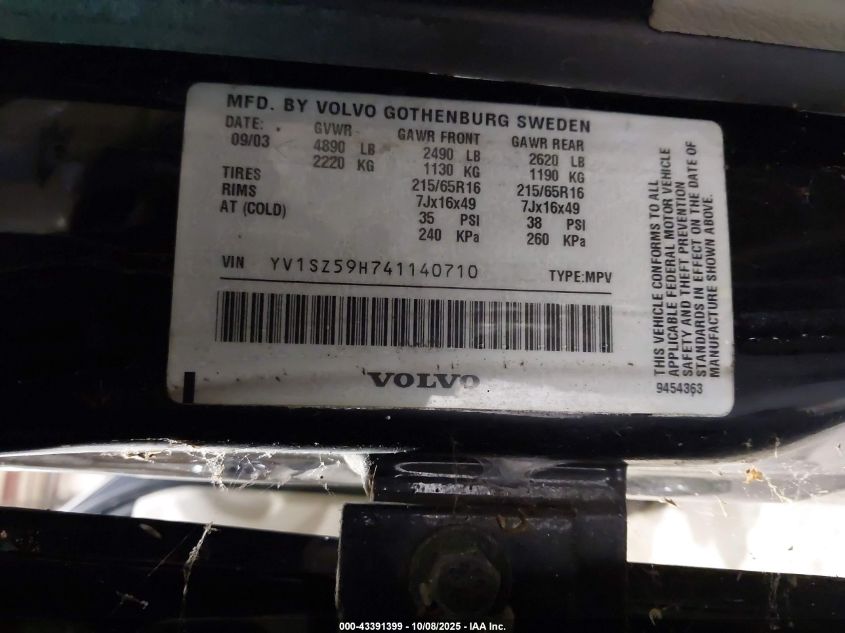 MFD. BY VOLVO GOTHENBURG SWEDEN
DATE: GVWR GAWR FRONT GAWR REAR
09/03 4890 LB 2490 LB 2620 LB
2220 KG 1130 KG 1190 KG
TIRES 215/65R16 215/65R16
RIMS 7Jx16x49 7Jx16x49
AT (COLD) 35 PSI 38 PSI
240 KPa 260 KPa
VIN YV1SZ59H741140710 TYPE:MPV
VOLVO
THIS VEHICLE CONFORMS TO ALL
APPLICABLE FEDERAL MOTOR VEHICLE
SAFETY AND THEFT PREVENTION
STANDARDS IN EFFECT ON THE DATE OF
MANUFACTURE SHOWN ABOVE.
9454363
000-43391399 - 10/08/2025 - IAA Inc.